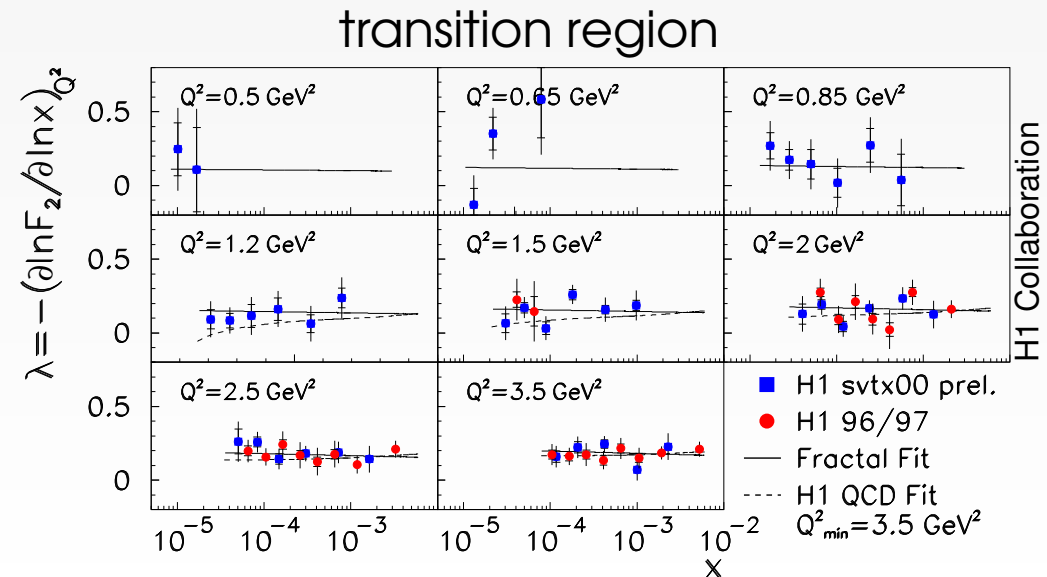 transition region
λ=−(∂lnF₂/∂lnx)Q²
Q²=0.5 GeV²
Q²=0.65 GeV²
Q²=0.85 GeV²
0.5
0
Q²=1.2 GeV²
Q²=1.5 GeV²
Q²=2 GeV²
0.5
0
Q²=2.5 GeV²
Q²=3.5 GeV²
0.5
0
H1 svtx00 prel.
H1 96/97
Fractal Fit
H1 QCD Fit
Q²min=3.5 GeV²
10⁻⁵ 10⁻⁴ 10⁻³ 10⁻⁵ 10⁻⁴ 10⁻³ 10⁻²
x
H1 Collaboration